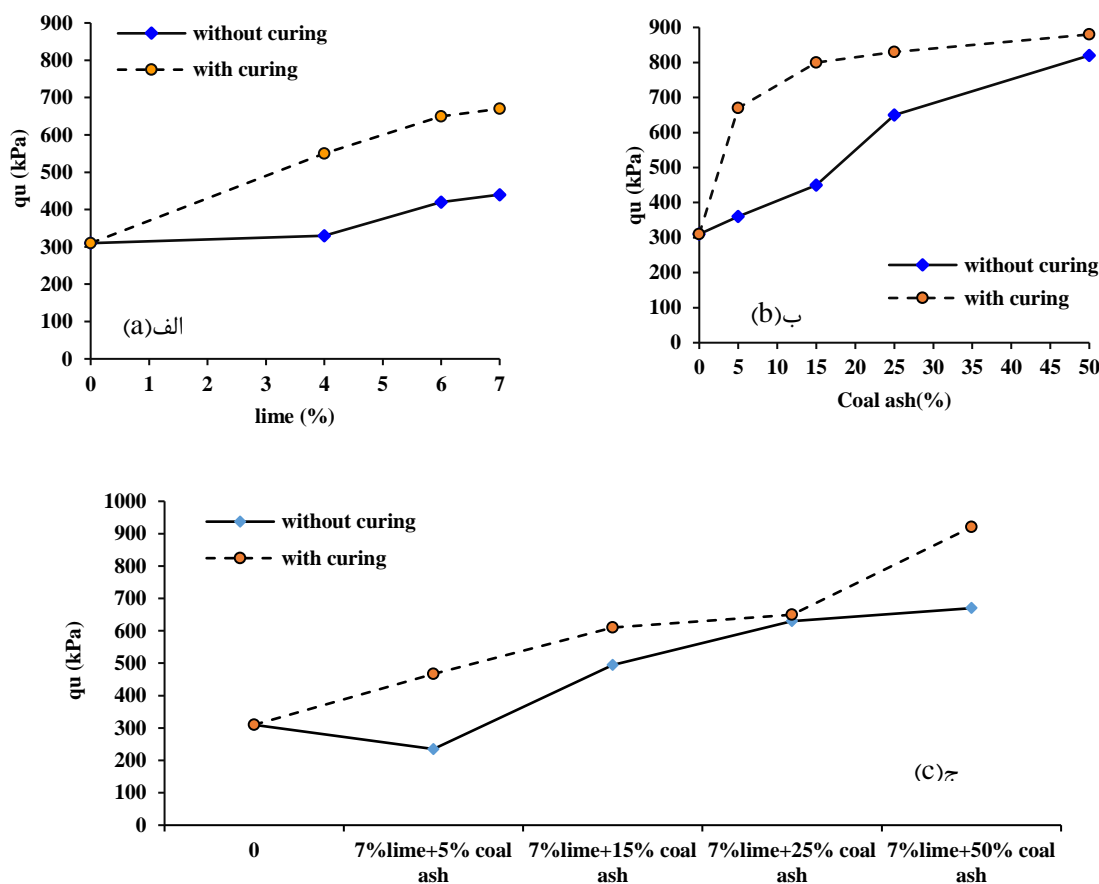 900
800
700
600
500
400
300
200
100
0
qu (kPa)
without curing
with curing
الف(a)
0 1 2 3 4 5 6 7
lime (%)
900
800
700
600
500
400
300
200
100
0
qu (kPa)
without curing
with curing
ب(b)
0 5 10 15 20 25 30 35 40 45 50
Coal ash(%)
1000
900
800
700
600
500
400
300
200
100
0
qu (kPa)
without curing
with curing
ج(c)
0 7%lime+5% coal 7%lime+15% coal 7%lime+25% coal 7%lime+50% coal
ash ash ash ash